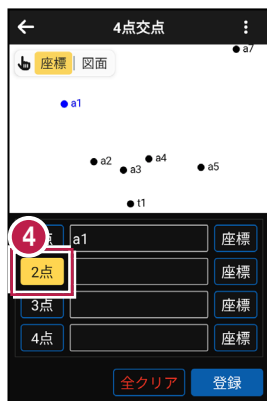 4点交点
座標 図面
a7
a1
a2 a3 a4 a5
t1
4 a1 座標
2点 座標
3点 座標
4点 座標
全クリア 登録